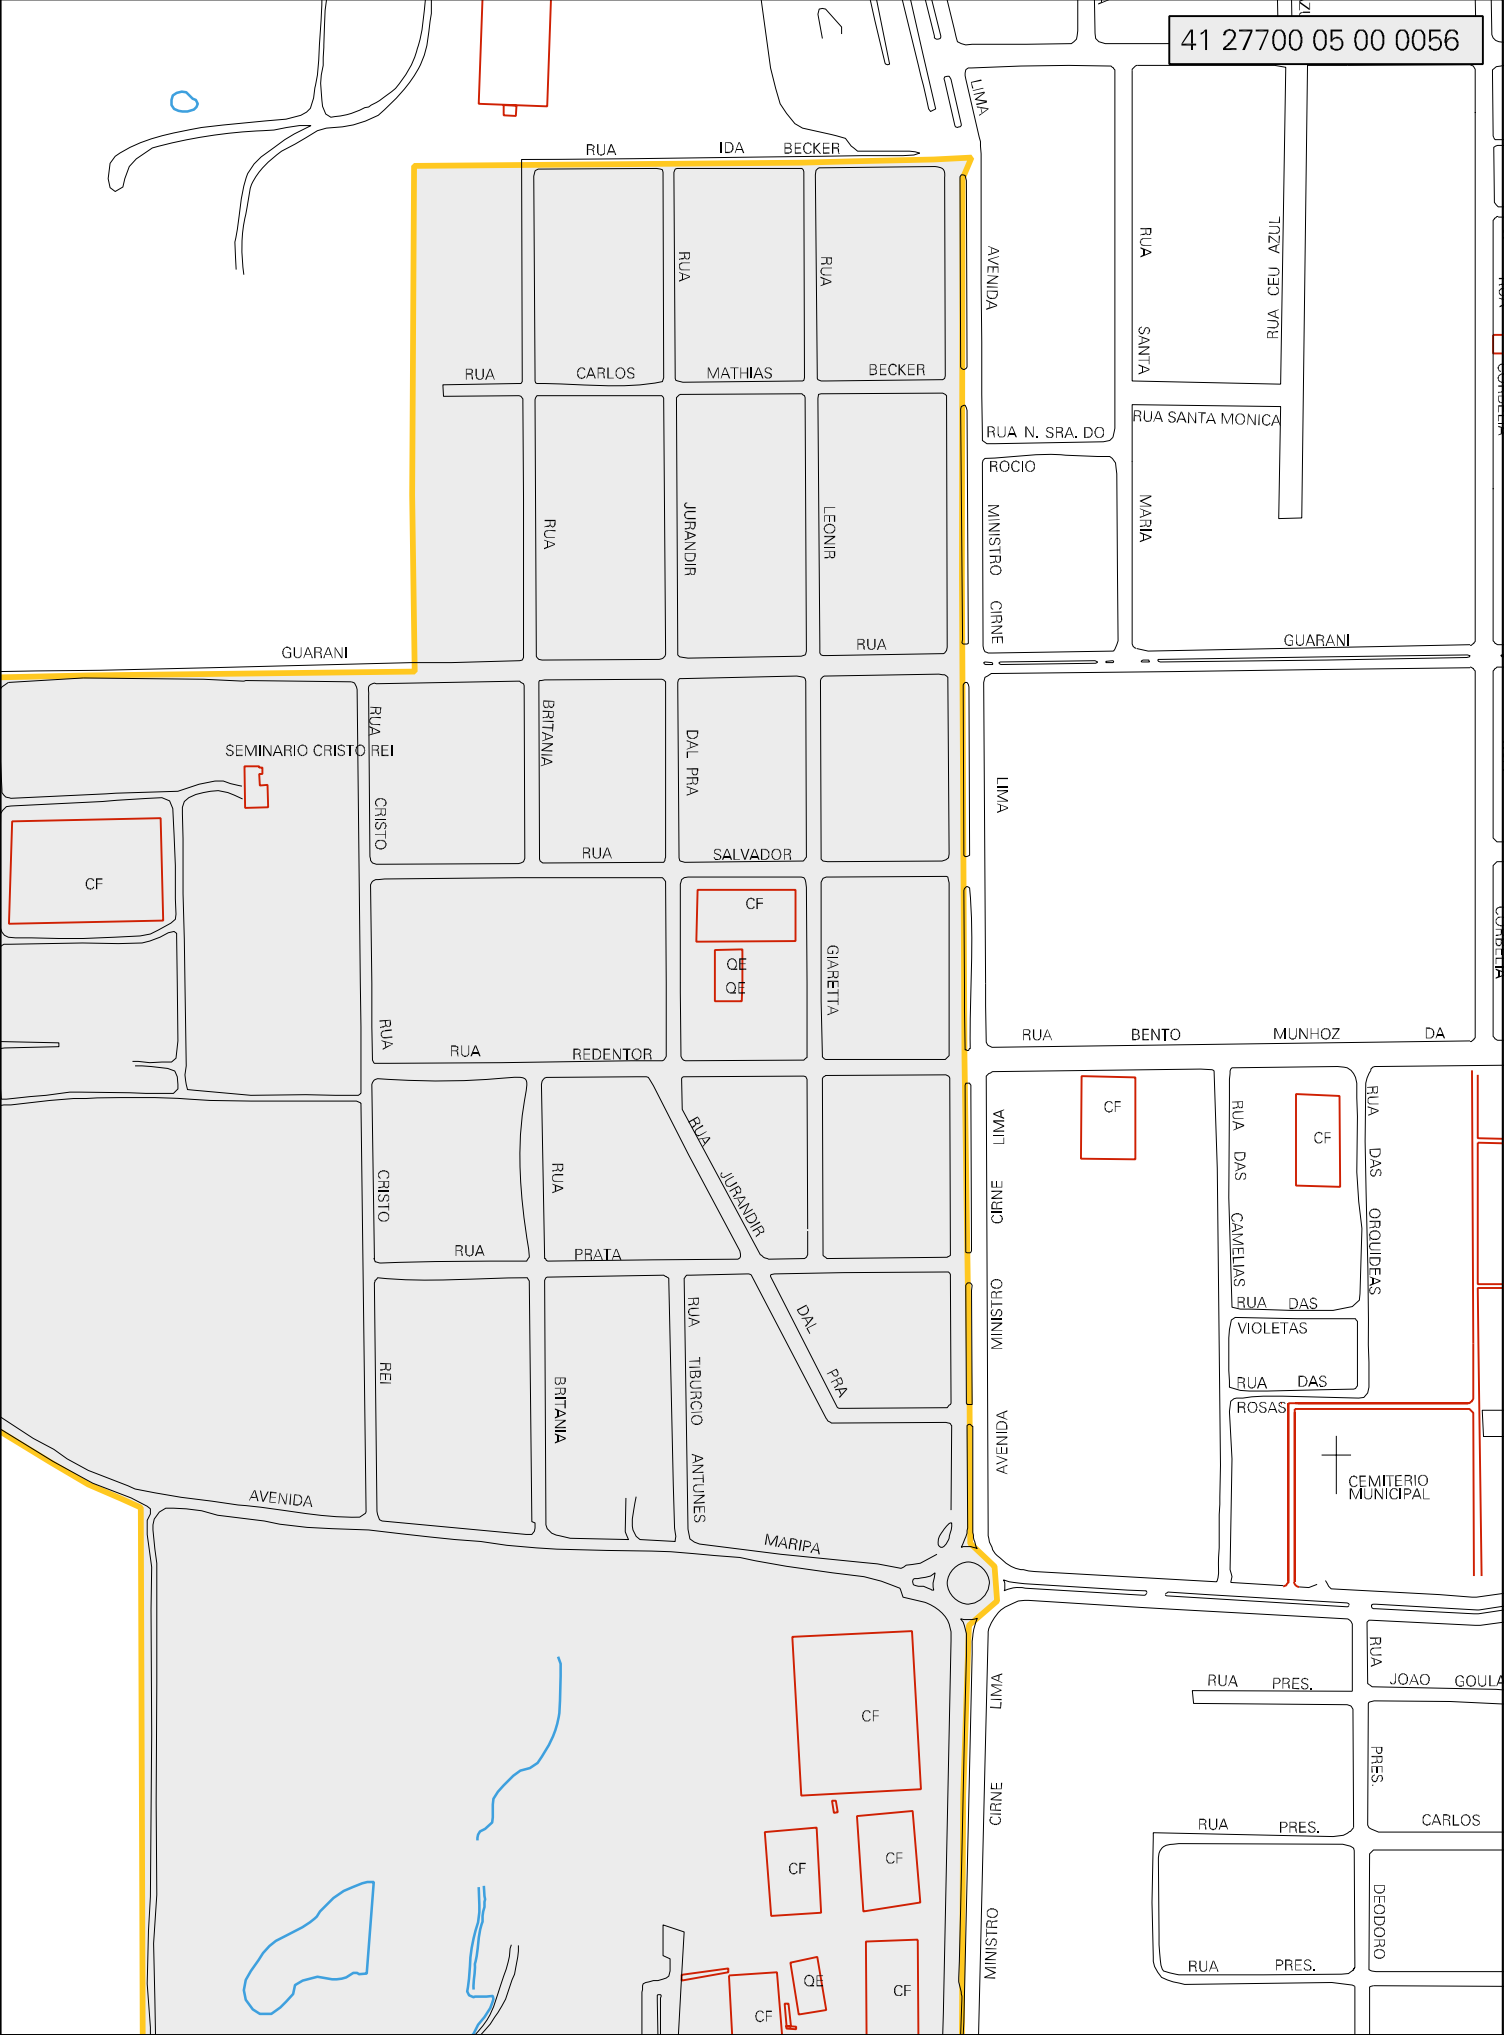 41 27700 05 00 0056
LIMA
RUA IDA BECKER
RUA
RUA
AVENIDA
RUA
RUA CEU AZUL
SANTA
RUA CARLOS MATHIAS BECKER
RUA SANTA MONICA
RUA N. SRA. DO
ROCIO
RUA
JURANDIR
LEONIR
MINISTRO
MARIA
CIRNE
GUARANI
RUA
GUARANI
RUA
BRITANIA
SEMINARIO CRISTO REI
DAL PRA
LIMA
CRISTO
RUA SALVADOR
CF
CF
CORBELIA
QE
QE
GIARETTA
RUA
RUA REDENTOR
RUA BENTO MUNHOZ DA
CF
CF
RUA
JURANDIR
LIMA
RUA DAS CAMELIAS
RUA DAS ORQUIDEAS
CRISTO
RUA
CIRNE
RUA PRATA
RUA TIBURCIO ANTUNES
DAL
PRA
MINISTRO
RUA DAS
VIOLETAS
REI
BRITANIA
RUA DAS
ROSAS
AVENIDA
CEMITERIO
MUNICIPAL
AVENIDA MARIPA
RUA
LIMA
RUA PRES. JOAO GOULA
CF
PRES.
CIRNE
RUA PRES. CARLOS
CF
CF
MINISTRO
DEODORO
RUA PRES.
QE
CF
CF